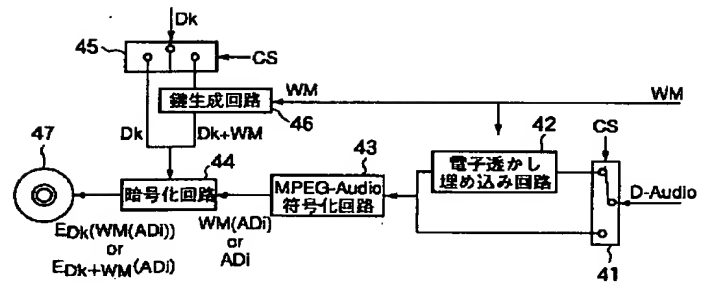 Dk
45
CS
WM
WM
鍵生成回路
46
Dk
Dk+WM
CS
47
44
43
42
電子透かし
埋め込み回路
暗号化回路
MPEG-Audio
符号化回路
D-Audio
EDk(WM(ADi))
or
EDk+WM(ADi)
WM(ADi)
or
ADi
41